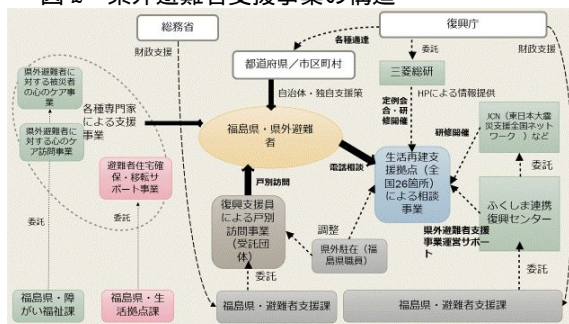 図2 県外避難者支援事業の構造
総務省
復興庁
各種通達
委託
財政支援
財政支援
都道府県／市区町村
三菱総研
県外避難者に
対する被災者
の心のケア事
業
自治体・独自支援策
定例会
合・研
修開催
HPによる情報提供
各種専門家
による支援
事業
県外避難者に
対する心のケ
ア訪問事業
福島県・県外避難
者
研修開催
JCN（東日本大震
災支援全国ネット
ワーク ）など
避難者住宅確
保・移転サ
ポート事業
生活再建支
援拠点（全
国26箇所）
による相談
事業
委託
戸別訪問
電話相談
復興支援員
による戸別
訪問事業
（受託団
体）
ふくしま連携
復興センター
委託
委託
調整
県外避難者支援
事業運営サポー
ト
県外駐在（福
島県職員）
委託
委託
福島県・障
がい福祉課
福島県・生
活拠点課
福島県・避難者支援課
福島県・避難者支援課